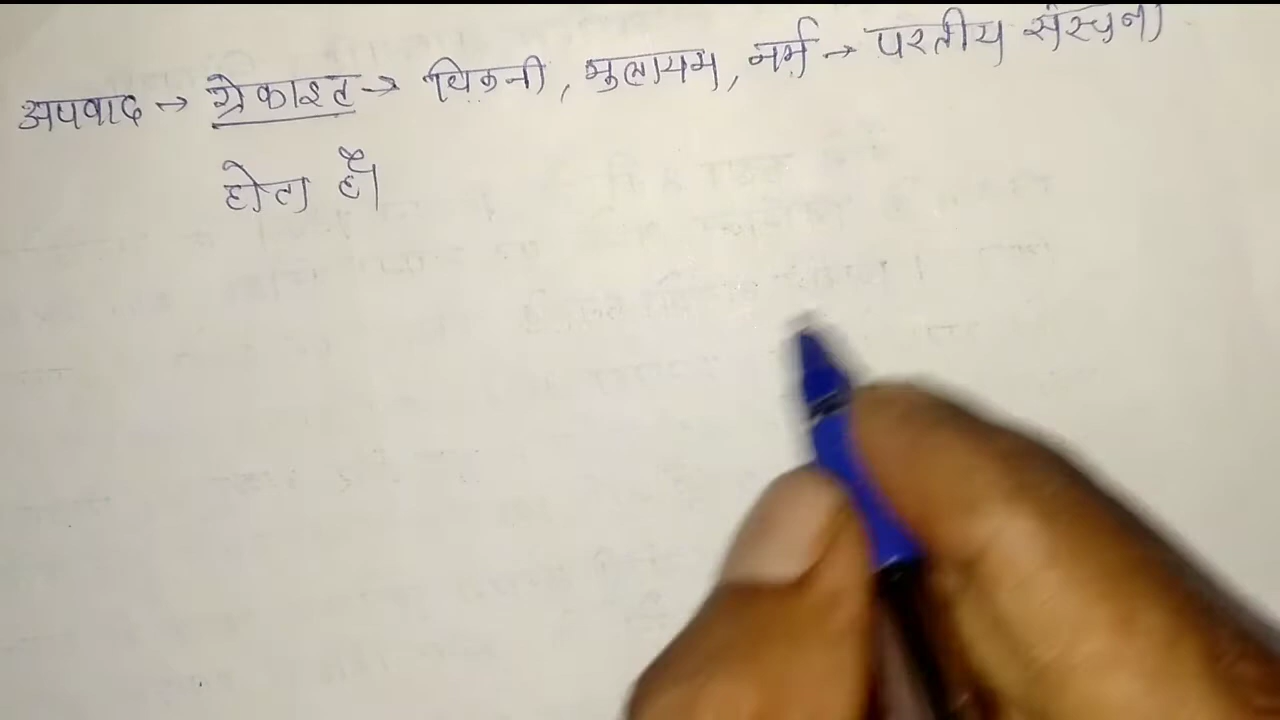 अपवाद → ग्रेफाइट → चिकनी, मुलायम, नर्म → परतीय संरचना
होता है।